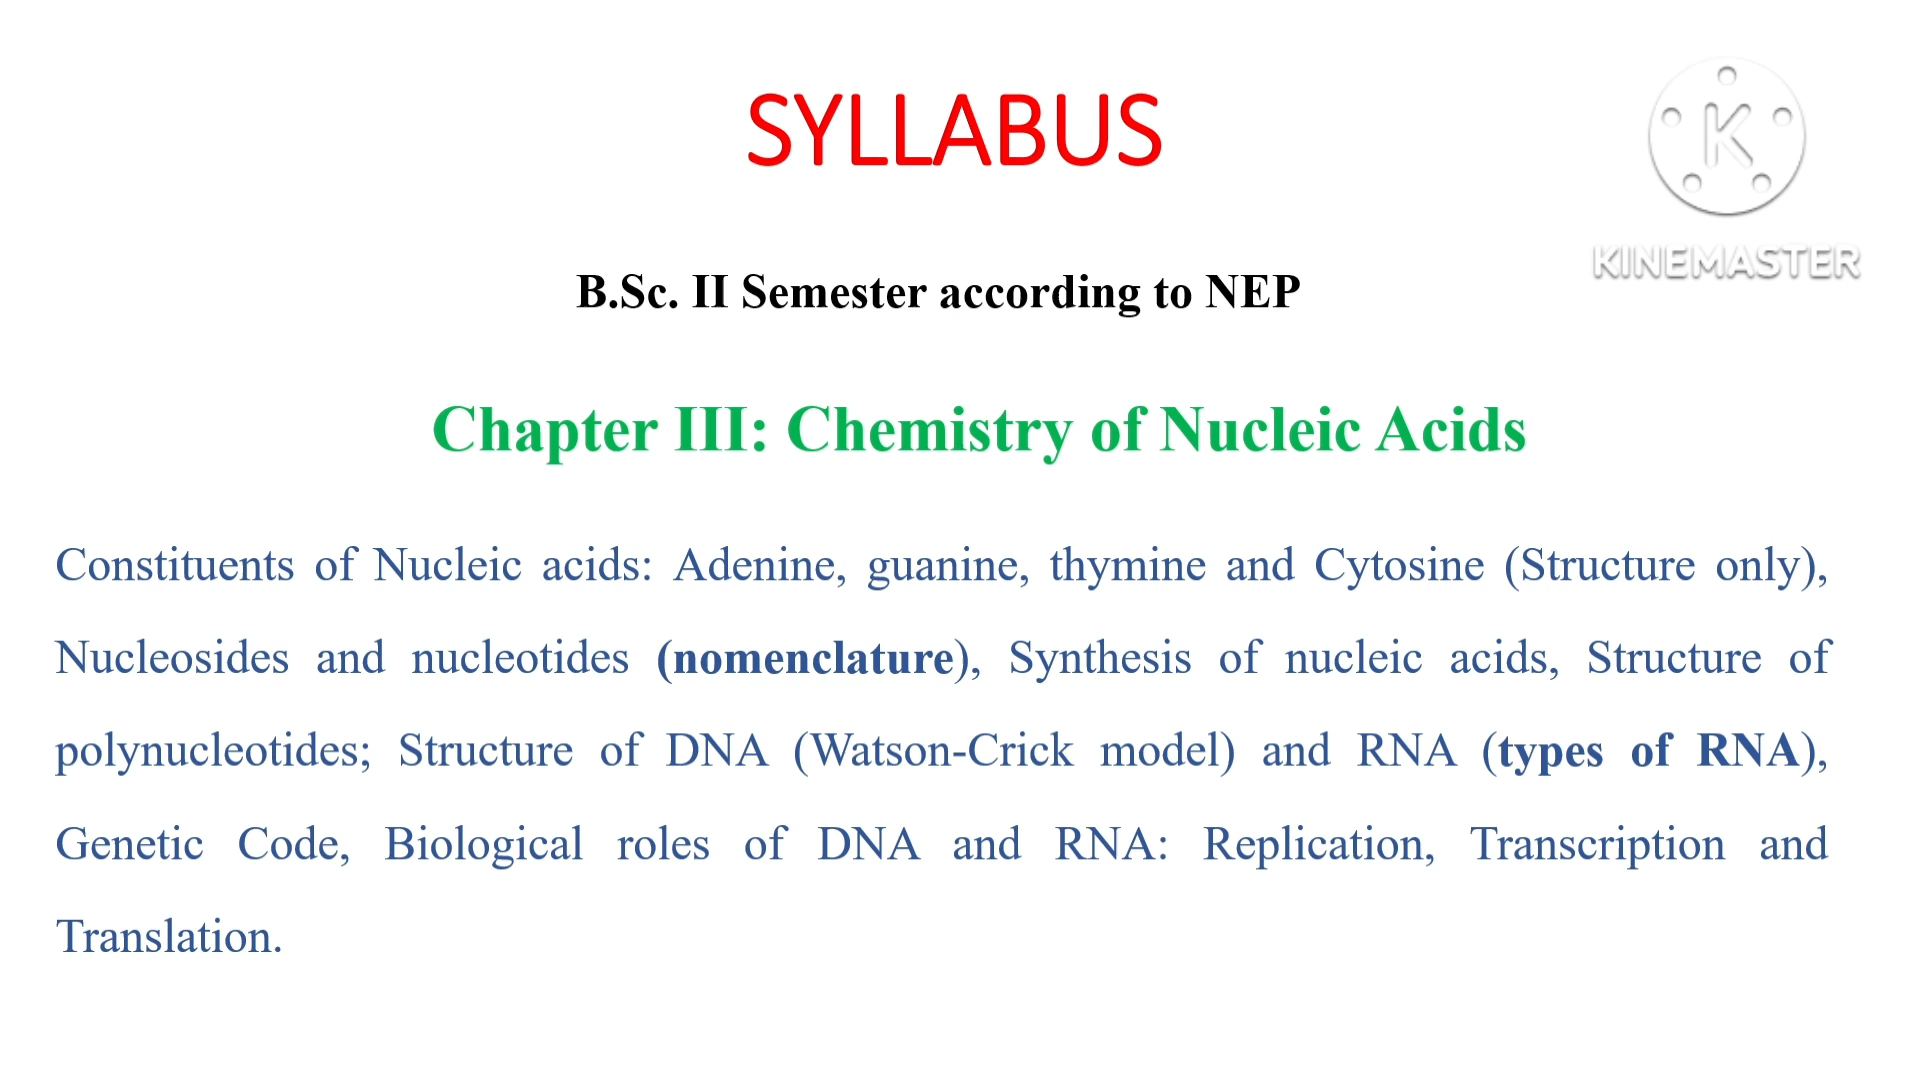 SYLLABUS
K
KINEMASTER
B.Sc. II Semester according to NEP
Chapter III: Chemistry of Nucleic Acids
Constituents of Nucleic acids: Adenine, guanine, thymine and Cytosine (Structure only),
Nucleosides and nucleotides (nomenclature), Synthesis of nucleic acids, Structure of
polynucleotides; Structure of DNA (Watson-Crick model) and RNA (types of RNA),
Genetic Code, Biological roles of DNA and RNA: Replication, Transcription and
Translation.